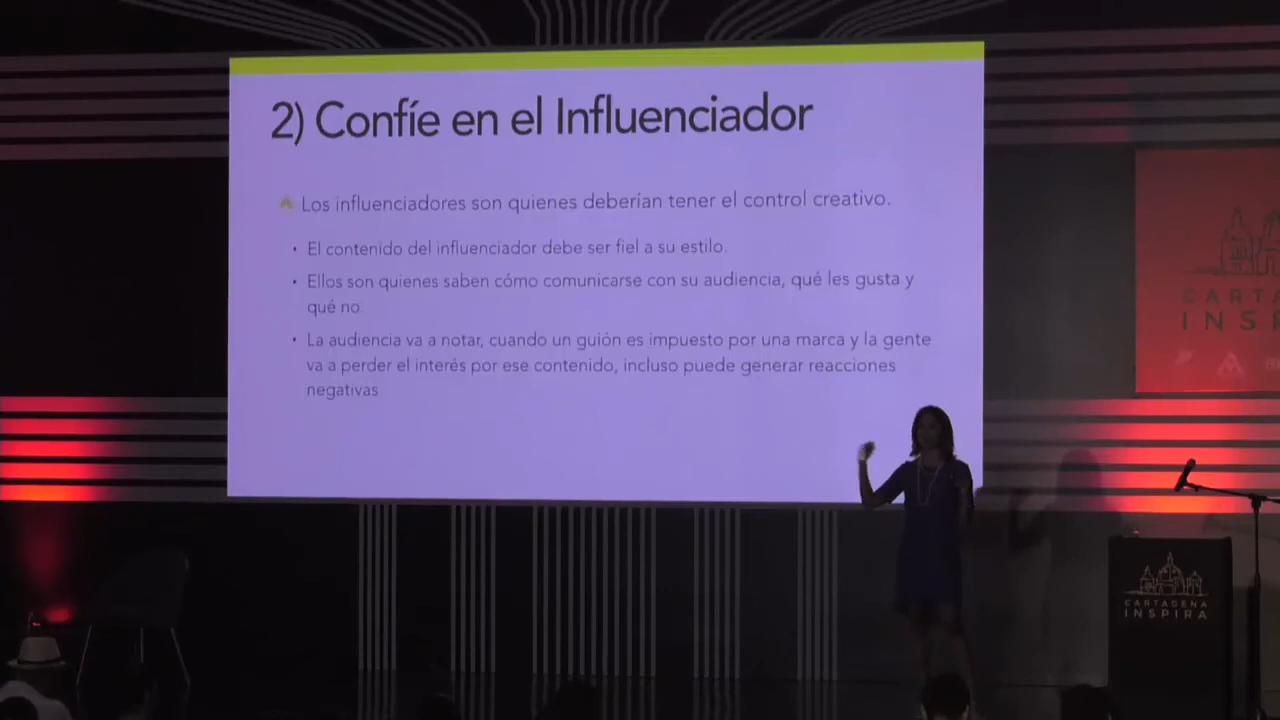 2) Confíe en el Influenciador
Los influenciadores son quienes deberían tener el control creativo.
• El contenido del influenciador debe ser fiel a su estilo.
• Ellos son quienes saben cómo comunicarse con su audiencia, qué les gusta y
qué no.
• La audiencia va a notar, cuando un guión es impuesto por una marca y la gente
va a perder el interés por ese contenido, incluso puede generar reacciones
negativas
CARTAGENA
INSPIRA